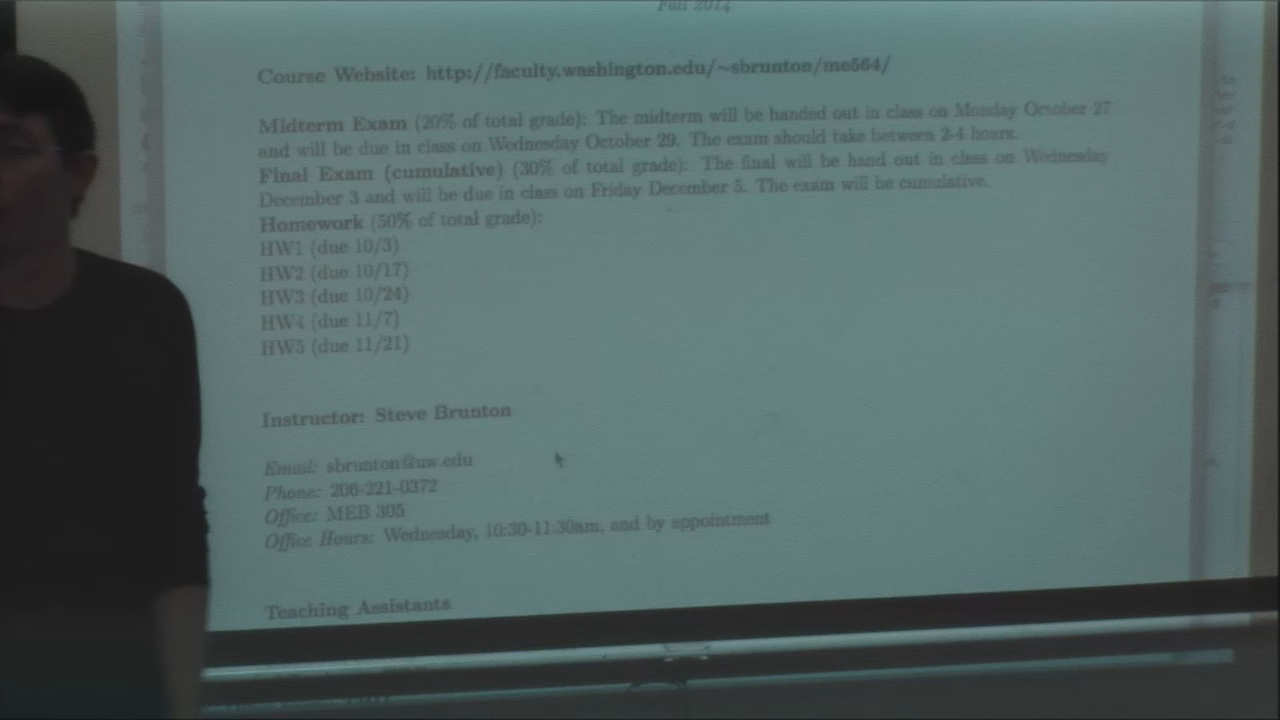 Fall 2014
Course Website: http://faculty.washington.edu/~sbrunton/me564/
Midterm Exam (20% of total grade): The midterm will be handed out in class on Monday October 27
and will be due in class on Wednesday October 29. The exam should take between 2-4 hours.
Final Exam (cumulative) (30% of total grade): The final will be hand out in class on Wednesday
December 3 and will be due in class on Friday December 5. The exam will be cumulative.
Homework (50% of total grade):
HW1 (due 10/3)
HW2 (due 10/17)
HW3 (due 10/24)
HW4 (due 11/7)
HW5 (due 11/21)
Instructor: Steve Brunton
Email: sbrunton@uw.edu
Phone: 206-221-0372
Office: MEB 305
Office Hours: Wednesday, 10:30-11:30am, and by appointment
Teaching Assistants